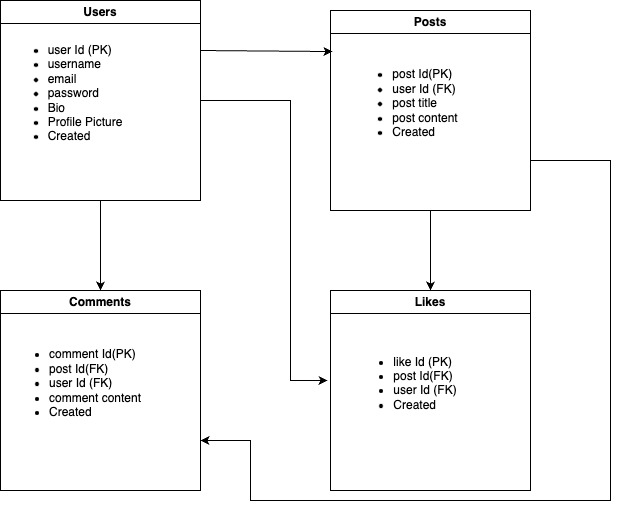 Users
• user Id (PK)
• username
• email
• password
• Bio
• Profile Picture
• Created
Posts
• post Id(PK)
• user Id (FK)
• post title
• post content
• Created
Comments
• comment Id(PK)
• post Id(FK)
• user Id (FK)
• comment content
• Created
Likes
• like Id (PK)
• post Id(FK)
• user Id (FK)
• Created